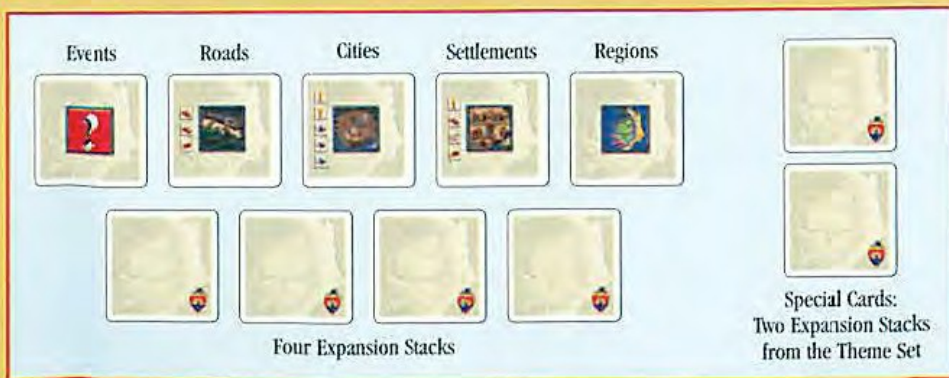 Events
Roads
Cities
Settlements
Regions
?
Four Expansion Stacks
Special Cards:
Two Expansion Stacks
from the Theme Set